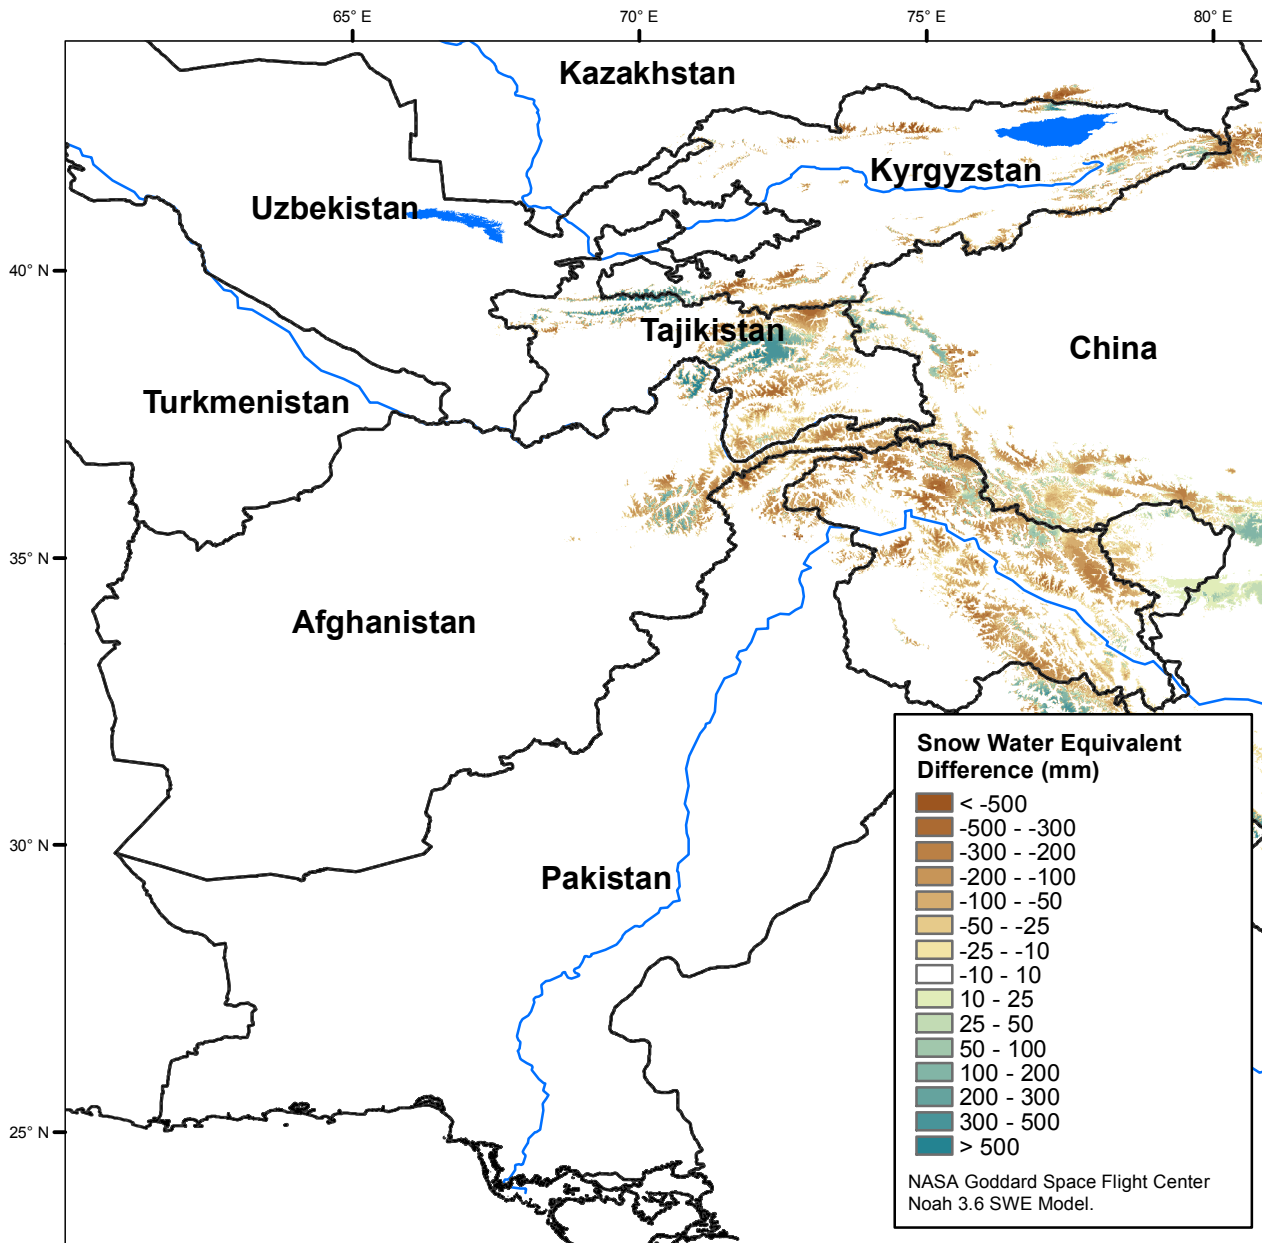 65° E
70° E
75° E
80° E
Kazakhstan
Kyrgyzstan
Uzbekistan
40° N
Tajikistan
China
Turkmenistan
35° N
Afghanistan
30° N
Pakistan
25° N
Snow Water Equivalent
Difference (mm)
< -500
-500 - -300
-300 - -200
-200 - -100
-100 - -50
-50 - -25
-25 - -10
-10 - 10
10 - 25
25 - 50
50 - 100
100 - 200
200 - 300
300 - 500
> 500
NASA Goddard Space Flight Center
Noah 3.6 SWE Model.